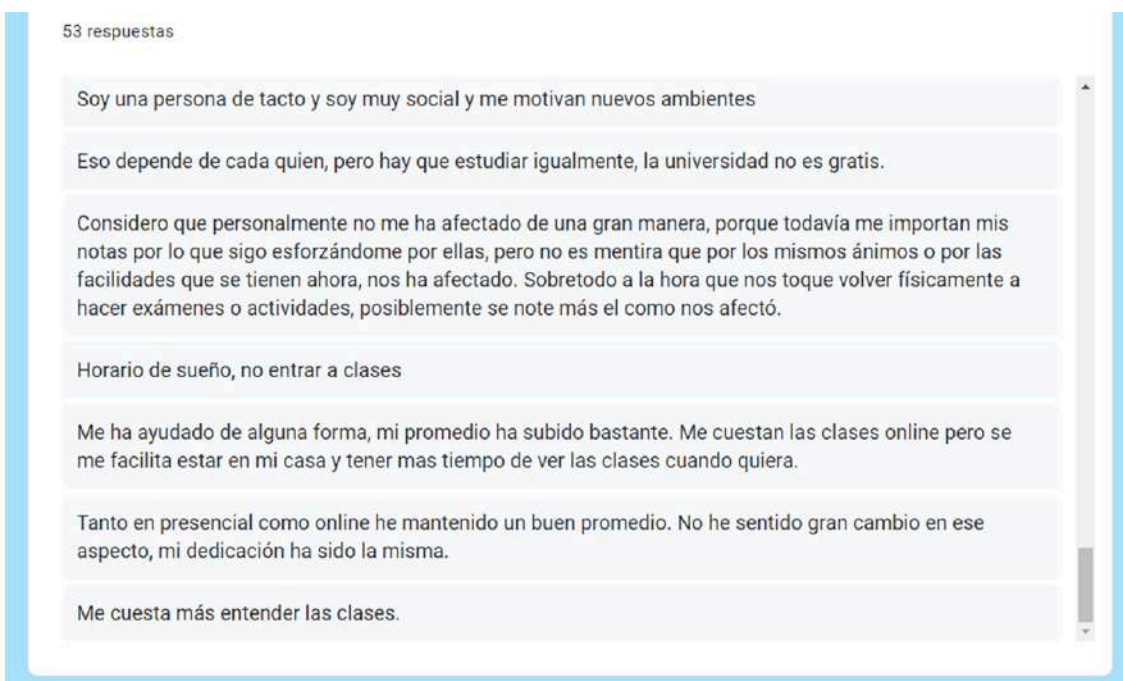 53 respuestas
Soy una persona de tacto y soy muy social y me motivan nuevos ambientes
Eso depende de cada quien, pero hay que estudiar igualmente, la universidad no es gratis.
Considero que personalmente no me ha afectado de una gran manera, porque todavía me importan mis
notas por lo que sigo esforzándome por ellas, pero no es mentira que por los mismos ánimos o por las
facilidades que se tienen ahora, nos ha afectado. Sobretodo a la hora que nos toque volver físicamente a
hacer exámenes o actividades, posiblemente se note más el como nos afectó.
Horario de sueño, no entrar a clases
Me ha ayudado de alguna forma, mi promedio ha subido bastante. Me cuestan las clases online pero se
me facilita estar en mi casa y tener mas tiempo de ver las clases cuando quiera.
Tanto en presencial como online he mantenido un buen promedio. No he sentido gran cambio en ese
aspecto, mi dedicación ha sido la misma.
Me cuesta más entender las clases.